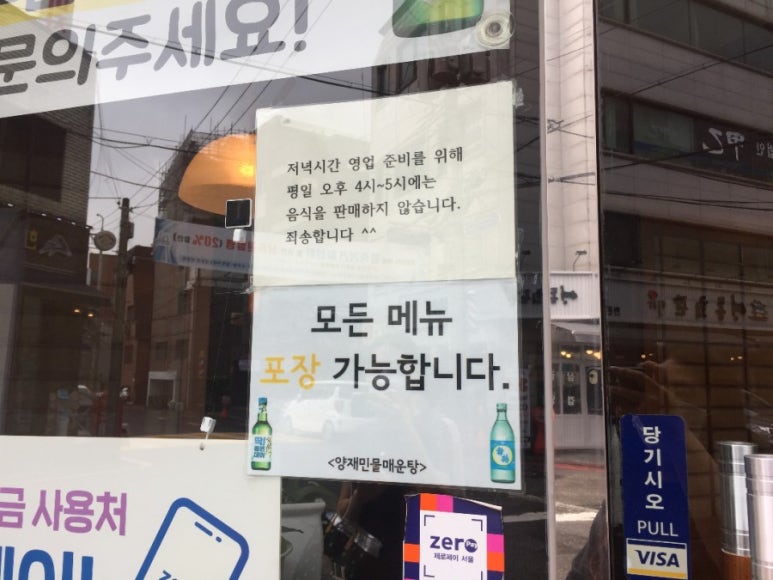 문의주세요!
저녁시간 영업 준비를 위해
평일 오후 4시~5시에는
음식을 판매하지 않습니다.
죄송합니다 ^^
모든 메뉴
포장 가능합니다.
<양재민물매운탕>
금 사용처
zero Pay
제로페이 서울
당기시오
PULL
VISA